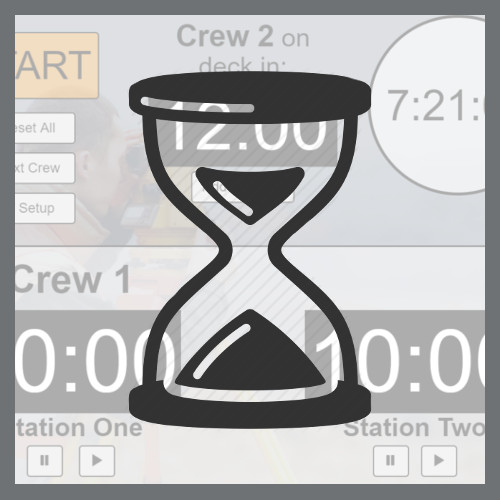 ART
Crew 2 on
deck in:
12:00
7:21:
eset All
xt Crew
Setup
Crew 1
0:00
10:00
tation One
Station Two